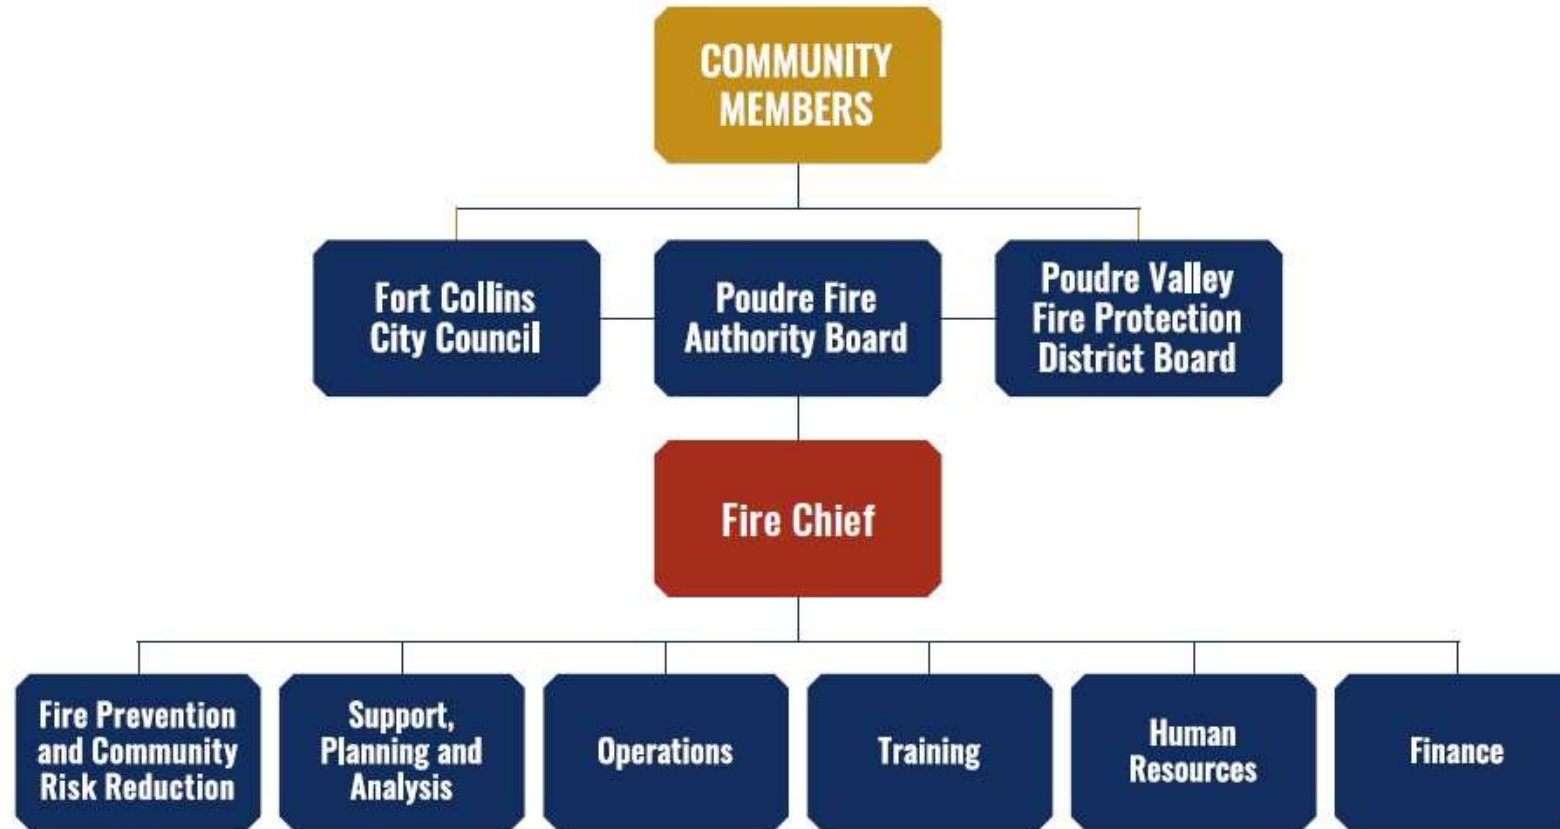 COMMUNITY
MEMBERS
Fort Collins
City Council
Poudre Fire
Authority Board
Poudre Valley
Fire Protection
District Board
Fire Chief
Fire Prevention
and Community
Risk Reduction
Support,
Planning and
Analysis
Operations
Training
Human
Resources
Finance